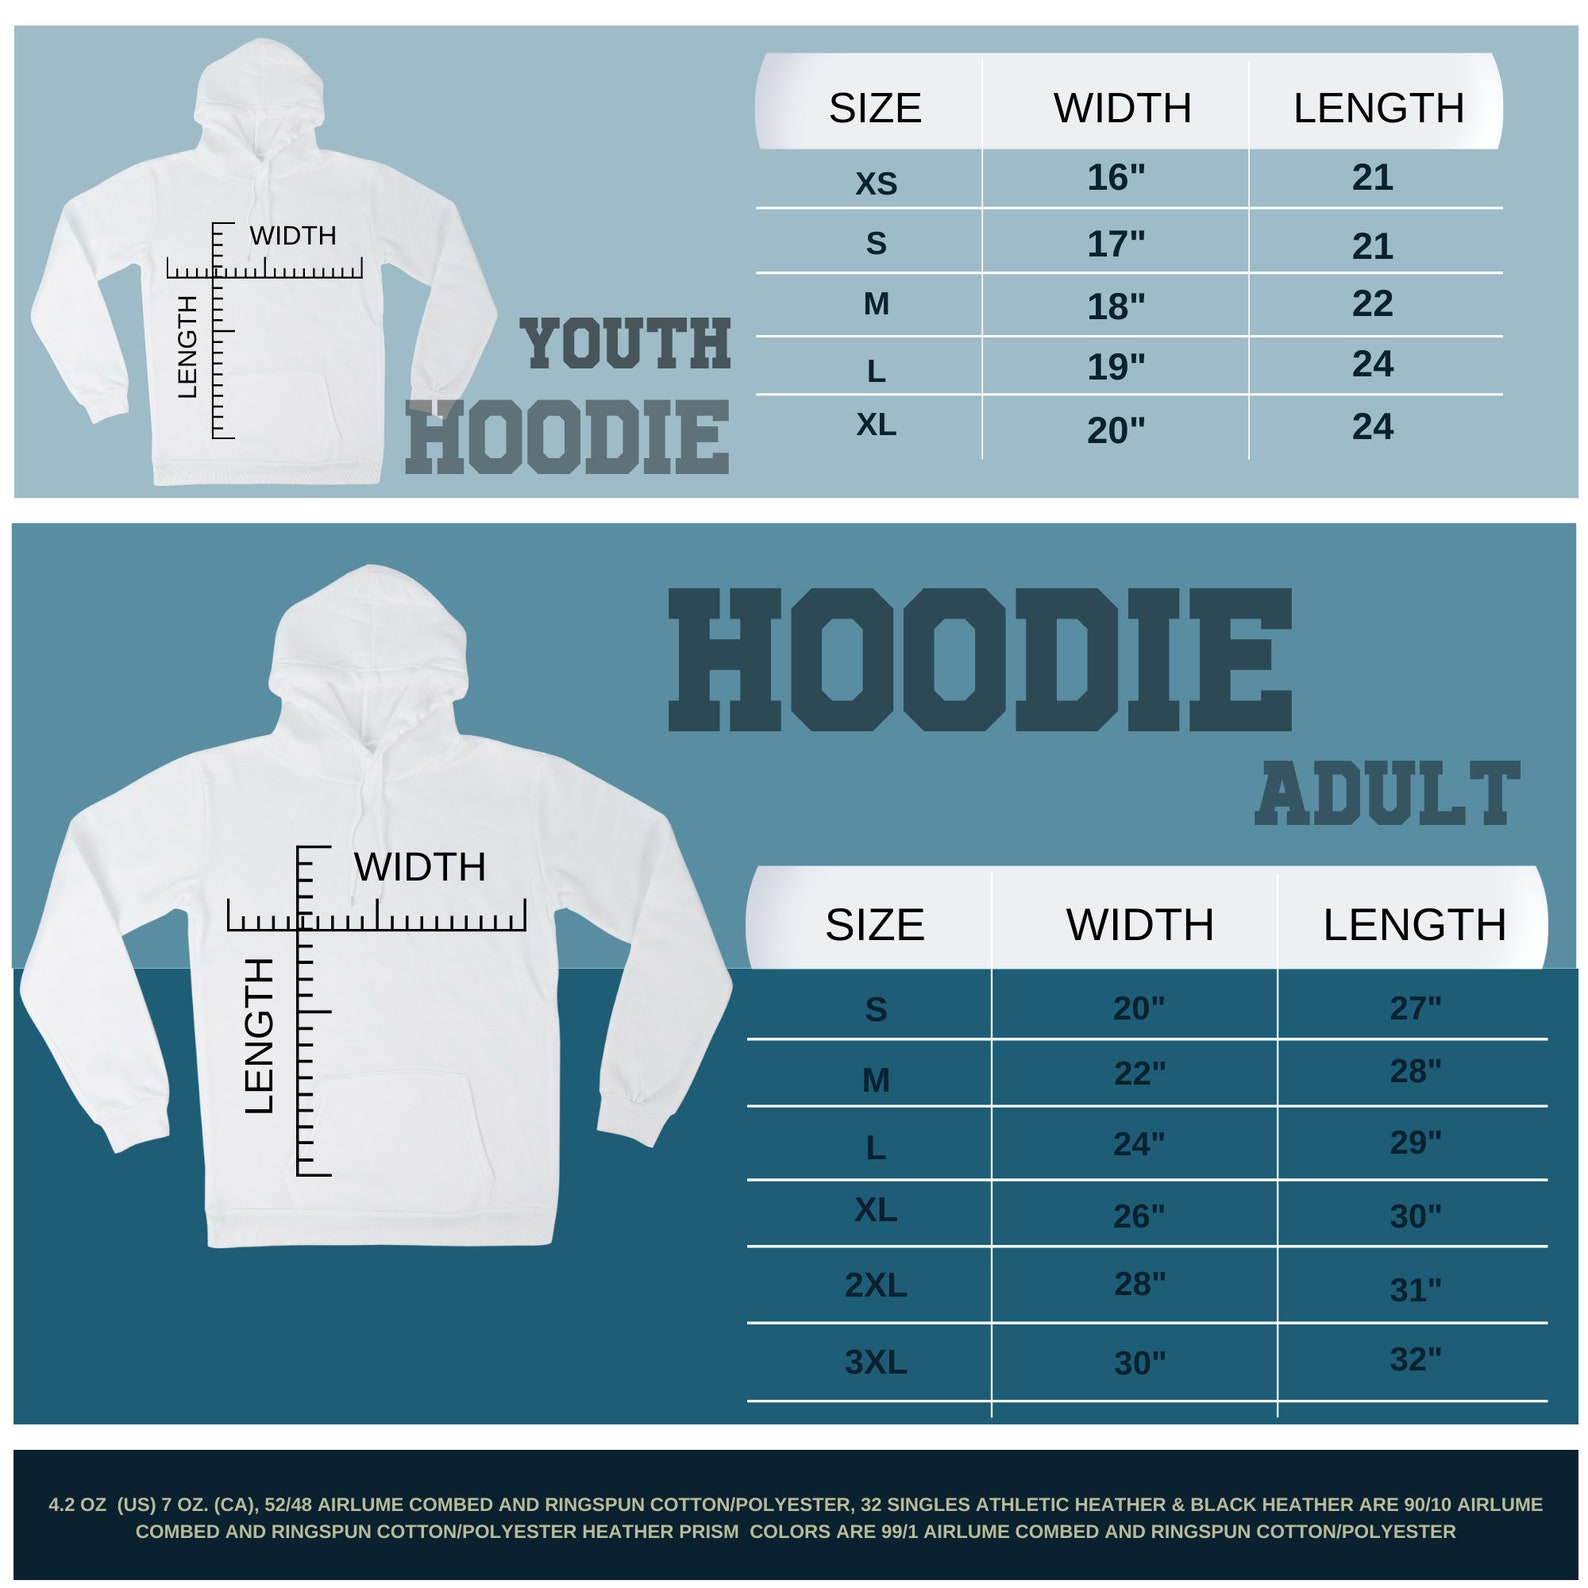 SIZE WIDTH LENGTH
XS 16" 21
S 17" 21
M 18" 22
L 19" 24
XL 20" 24
WIDTH
LENGTH
YOUTH
HOODIE
HOODIE
ADULT
WIDTH
LENGTH
SIZE WIDTH LENGTH
S 20" 27"
M 22" 28"
L 24" 29"
XL 26" 30"
2XL 28" 31"
3XL 30" 32"
4.2 OZ (US) 7 OZ. (CA), 52/48 AIRLUME COMBED AND RINGSPUN COTTON/POLYESTER, 32 SINGLES ATHLETIC HEATHER & BLACK HEATHER ARE 90/10 AIRLUME
COMBED AND RINGSPUN COTTON/POLYESTER HEATHER PRISM COLORS ARE 99/1 AIRLUME COMBED AND RINGSPUN COTTON/POLYESTER